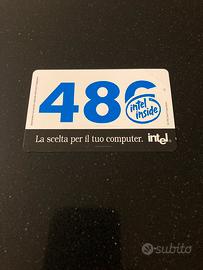 486
intel
inside
La scelta per il tuo computer. intel
subito